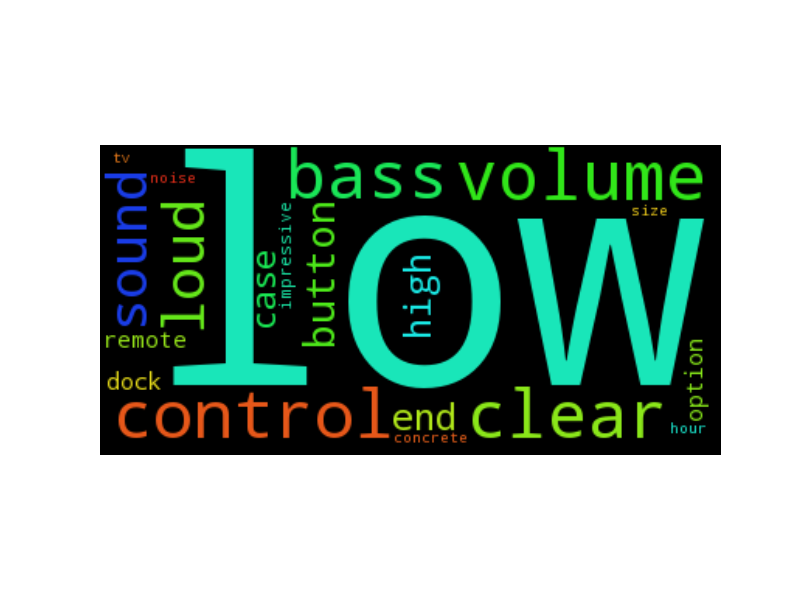 tv
noise
sound
loud
low
bass
volume
size
case
impressive
button
high
remote
dock
option
control
end
clear
concrete
hour